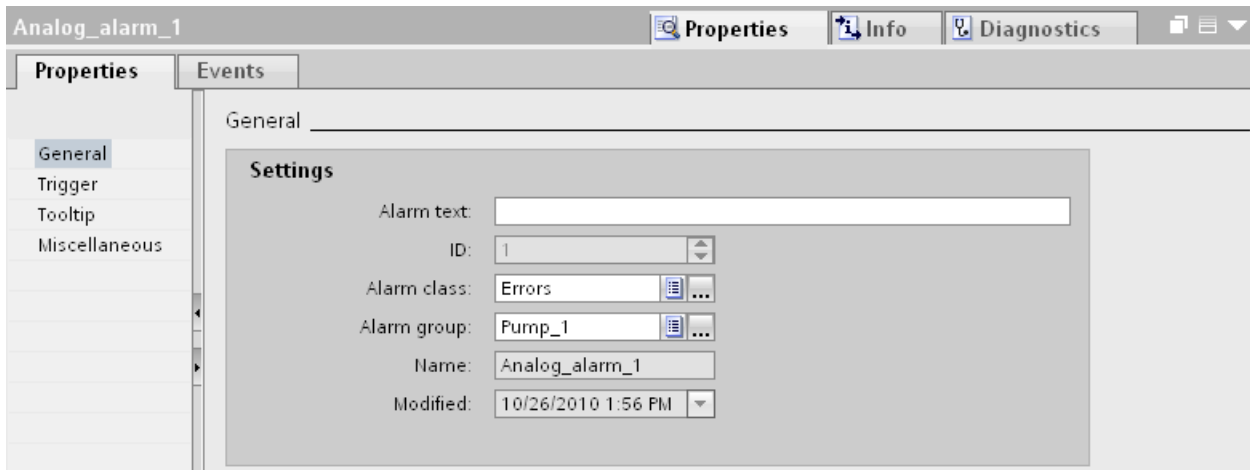 Analog_alarm_1
Properties
Info
Diagnostics
Properties
Events
General
Trigger
Tooltip
Miscellaneous
General
Settings
Alarm text:
ID: 1
Alarm class: Errors ...
Alarm group: Pump_1 ...
Name: Analog_alarm_1
Modified: 10/26/2010 1:56 PM